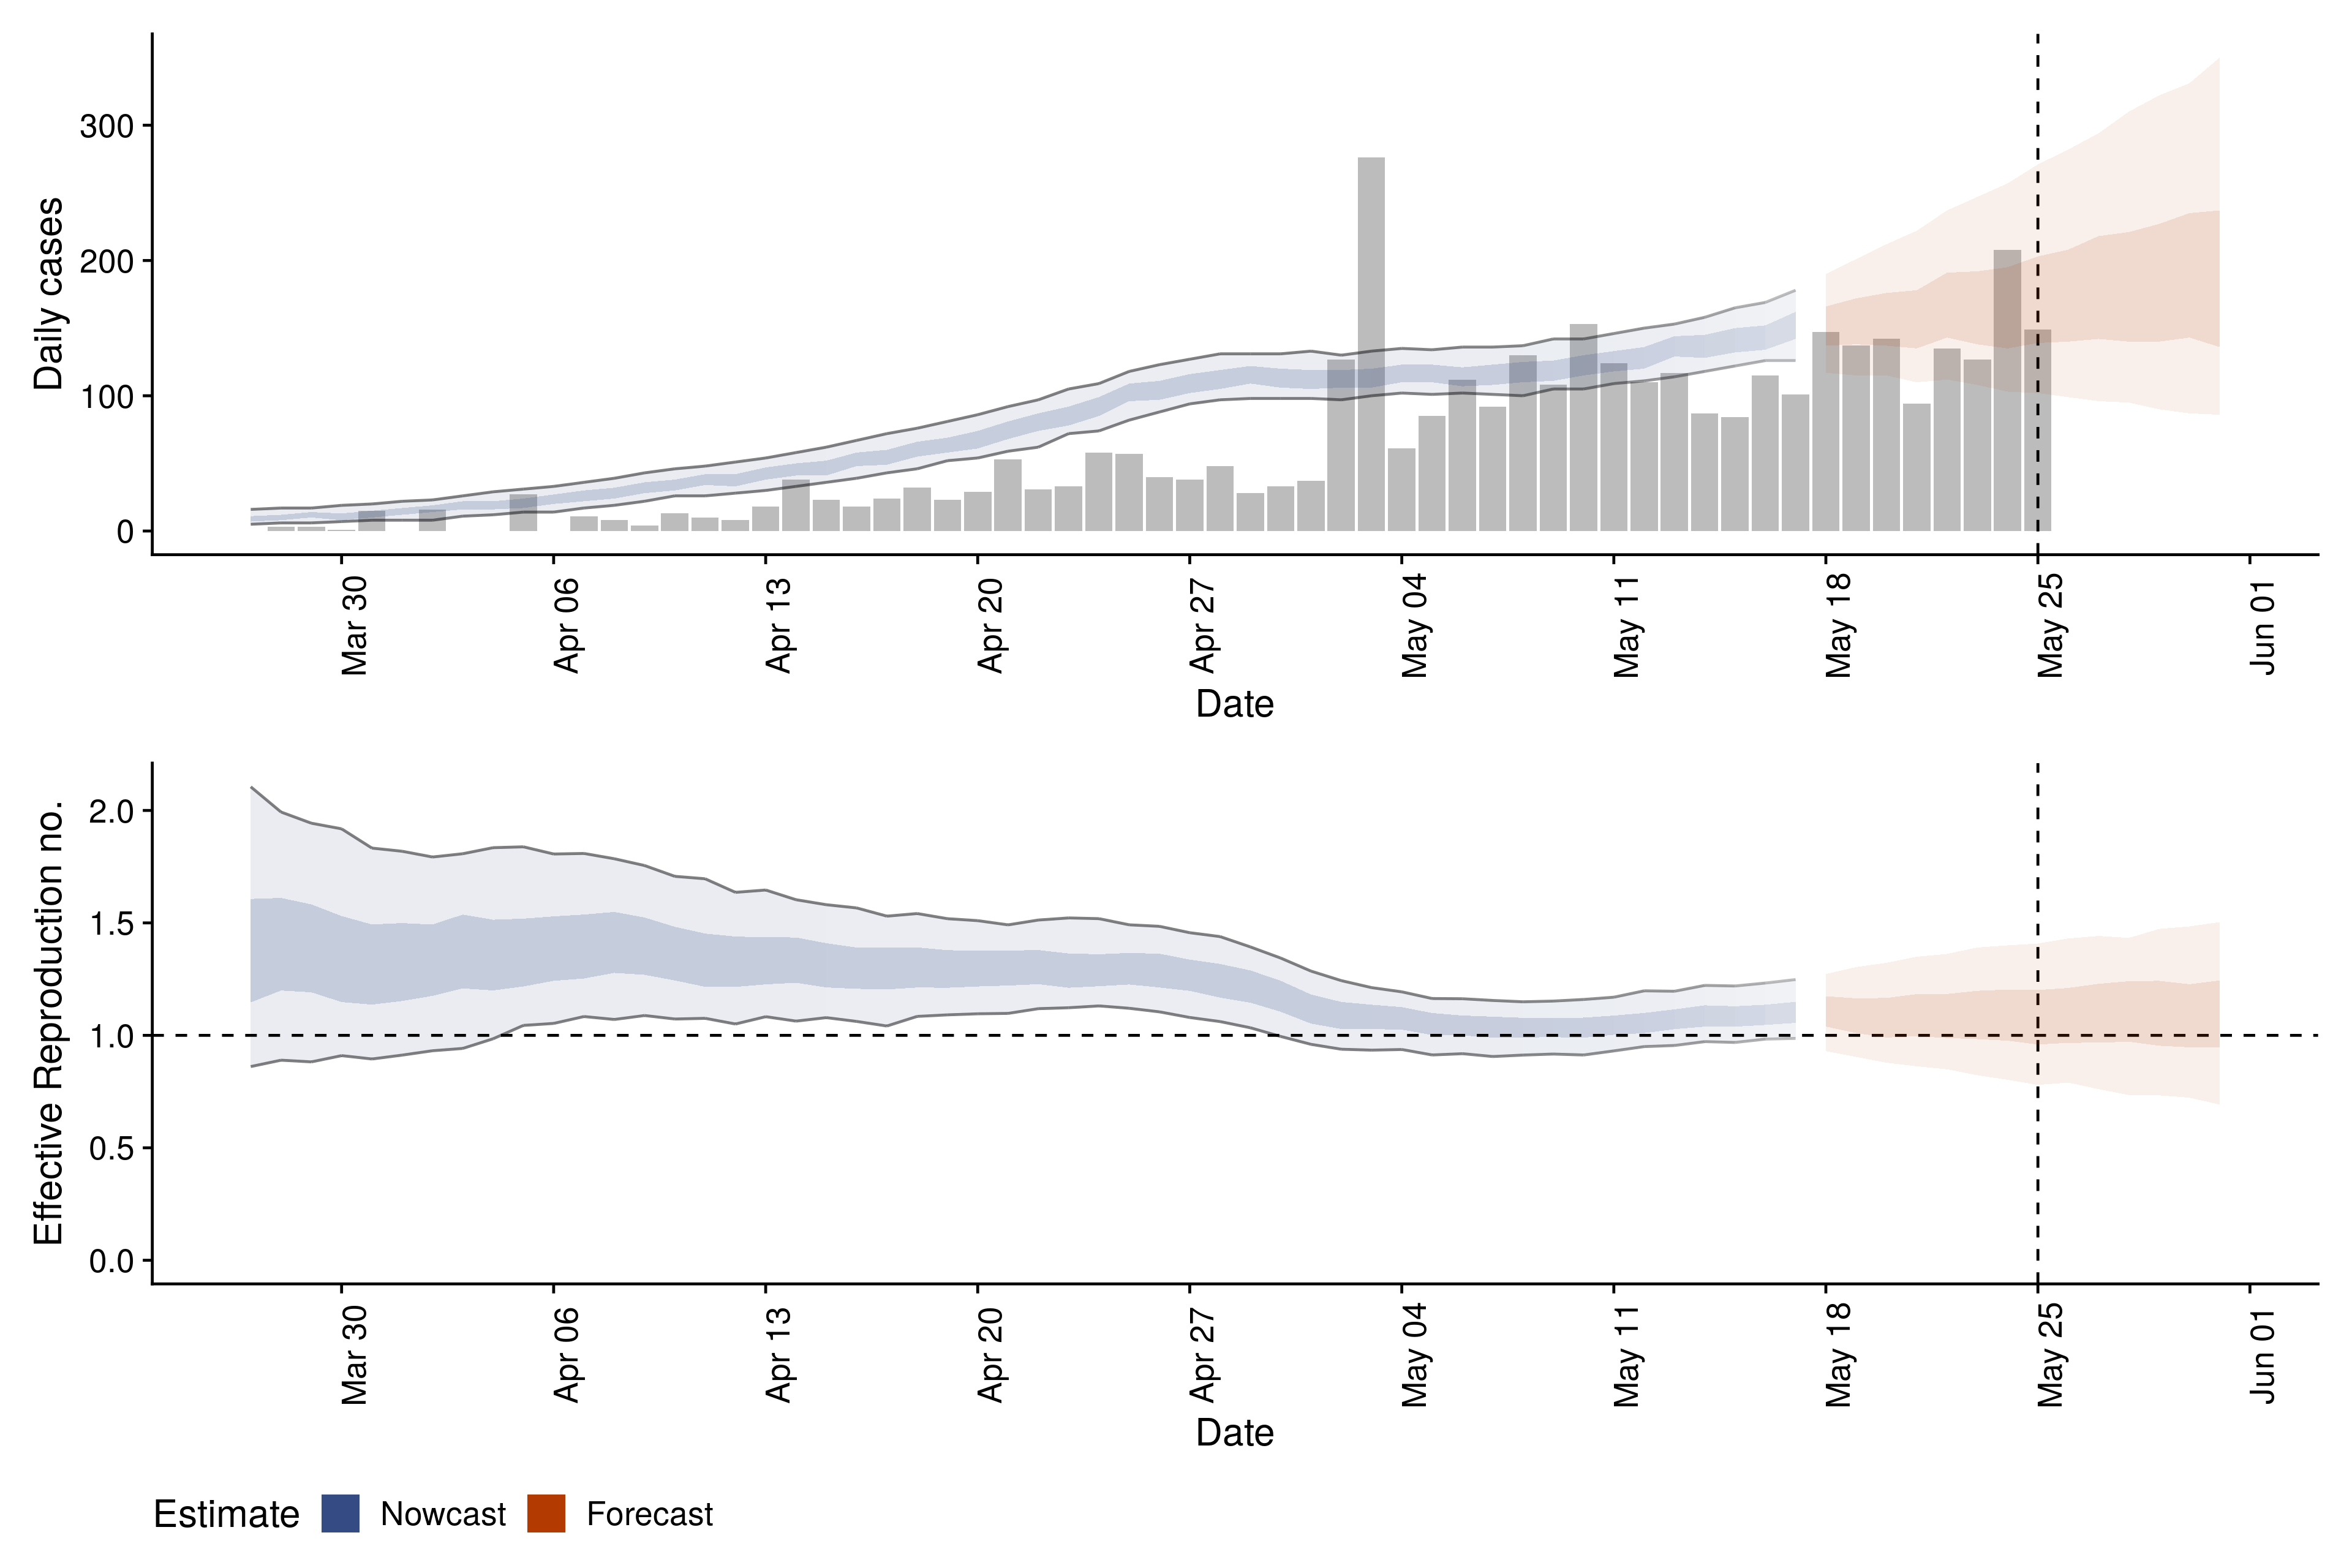 Daily cases
300
200
100
0
Mar 30
Apr 06
Apr 13
Apr 20
Apr 27
May 04
May 11
May 18
May 25
Jun 01
Date
Effective Reproduction no.
2.0
1.5
1.0
0.5
0.0
Mar 30
Apr 06
Apr 13
Apr 20
Apr 27
May 04
May 11
May 18
May 25
Jun 01
Date
Estimate Nowcast Forecast